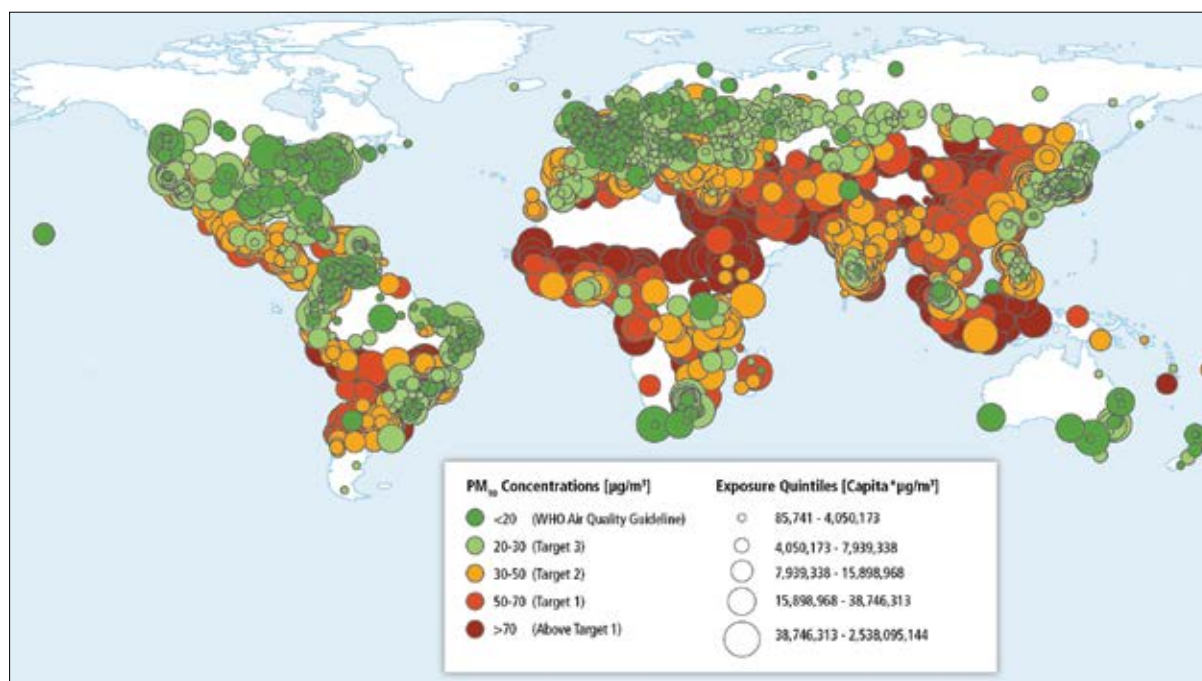 PM₁₀ Concentrations [µg/m³]
<20 (WHO Air Quality Guideline)
20-30 (Target 3)
30-50 (Target 2)
50-70 (Target 1)
>70 (Above Target 1)
Exposure Quintiles [Capita*µg/m³]
85,741 - 4,050,173
4,050,173 - 7,939,338
7,939,338 - 15,898,968
15,898,968 - 38,746,313
38,746,313 - 2,538,095,144